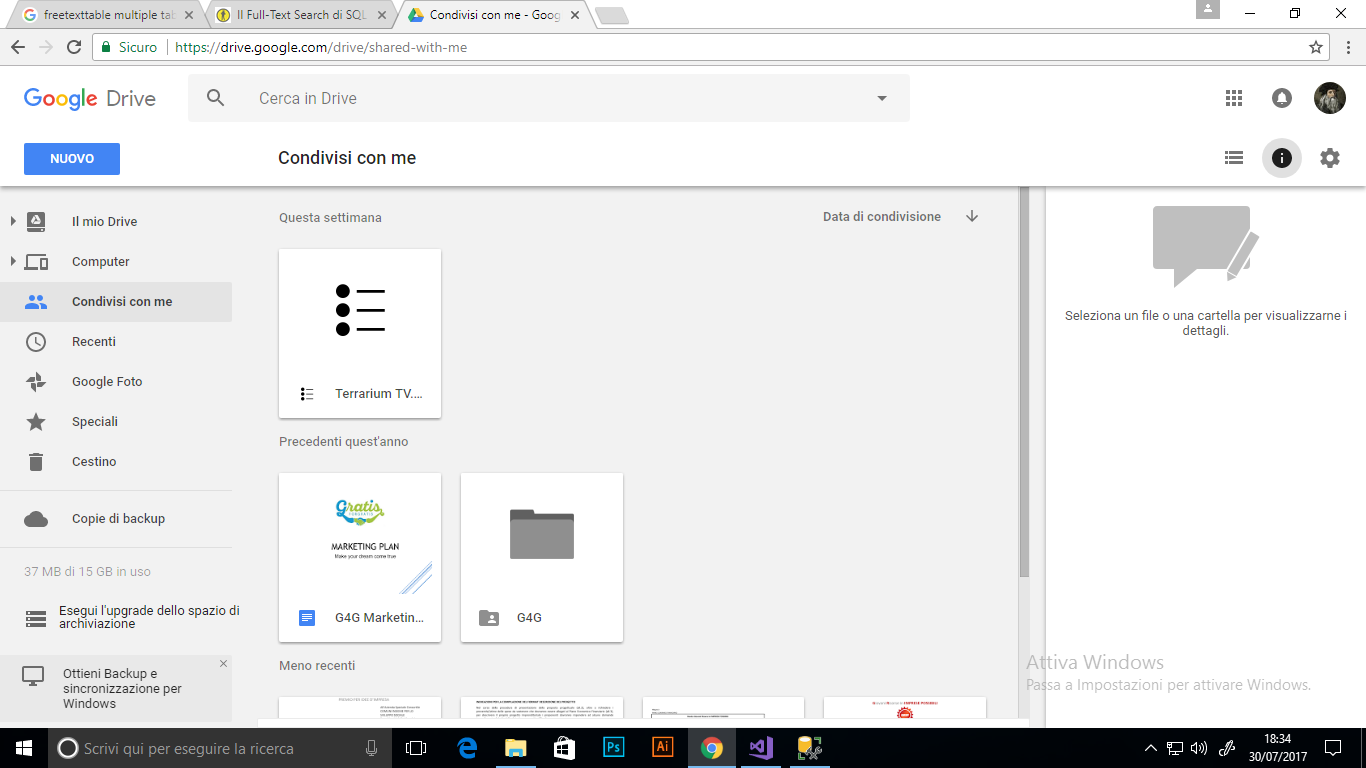 freetexttable multiple tab
Il Full-Text Search di SQL
Condivisi con me - Goog
Sicuro
https://drive.google.com/drive/shared-with-me
Google Drive
Cerca in Drive
NUOVO
Condivisi con me
Il mio Drive
Computer
Condivisi con me
Recenti
Google Foto
Speciali
Cestino
Copie di backup
37 MB di 15 GB in uso
Esegui l'upgrade dello spazio di
archiviazione
Ottieni Backup e
sincronizzazione per
Windows
Questa settimana
Data di condivisione
Terrarium TV....
Precedenti quest'anno
Gratis
MARKETING PLAN
Make your dream come true
G4G Marketin...
G4G
Meno recenti
Seleziona un file o una cartella per visualizzarne i
dettagli.
Attiva Windows
Passa a Impostazioni per attivare Windows.
Scrivi qui per eseguire la ricerca
Ps
Ai
18:34
30/07/2017